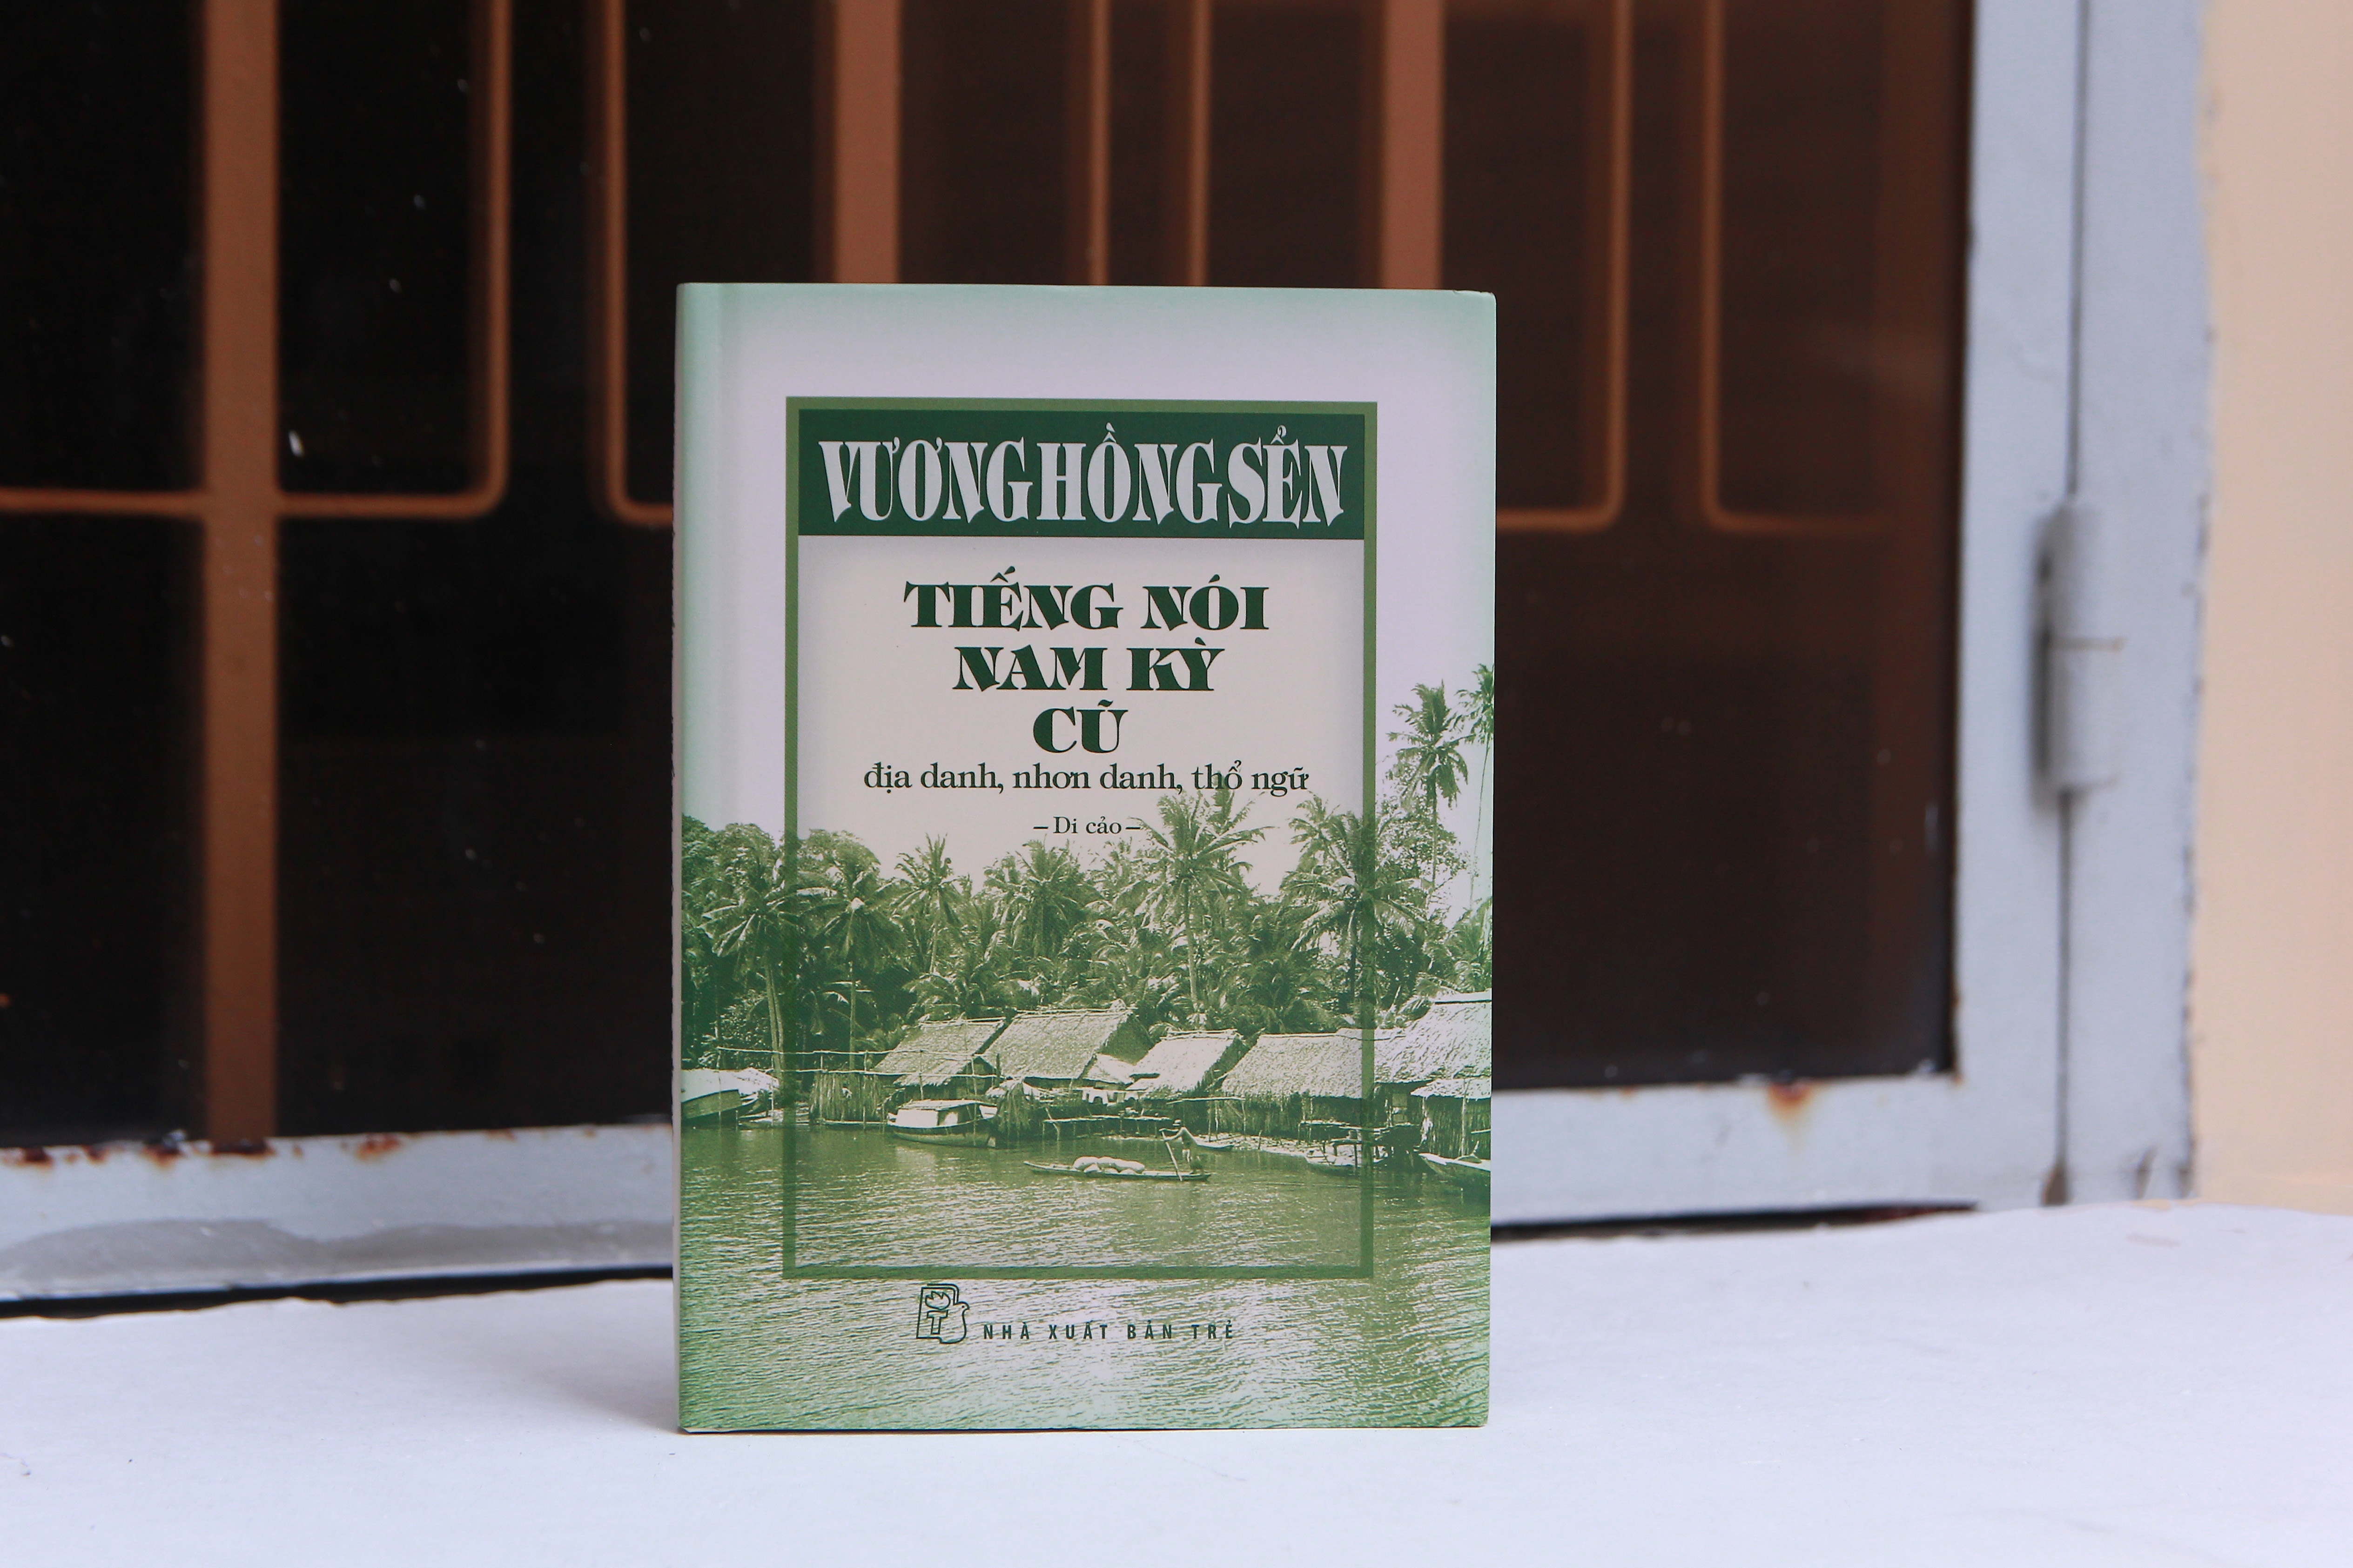 VƯƠNG HỒNG SỂN
TIẾNG NÓI
NAM KỲ
CŨ
địa danh, nhơn danh, thổ ngữ
– Di cảo –
NHÀ XUẤT BẢN TRẺ